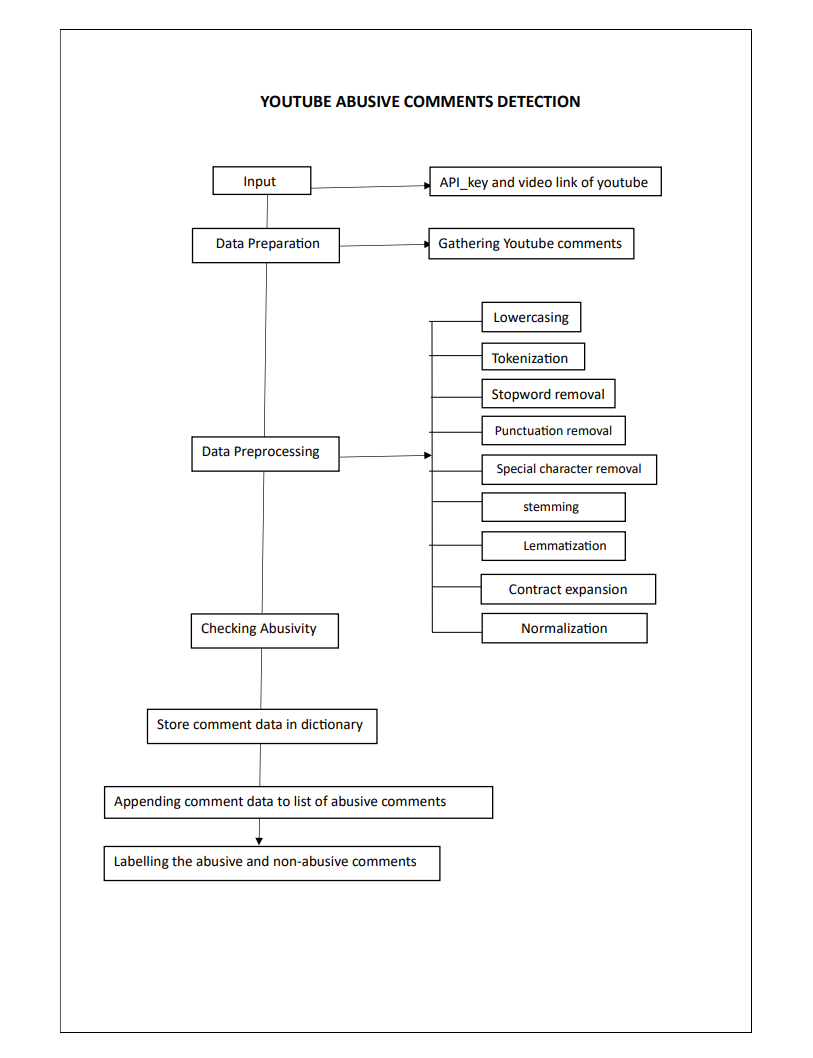 YOUTUBE ABUSIVE COMMENTS DETECTION
Input
API_key and video link of youtube
Data Preparation
Gathering Youtube comments
Lowercasing
Tokenization
Stopword removal
Punctuation removal
Data Preprocessing
Special character removal
stemming
Lemmatization
Contract expansion
Checking Abusivity
Normalization
Store comment data in dictionary
Appending comment data to list of abusive comments
Labelling the abusive and non-abusive comments